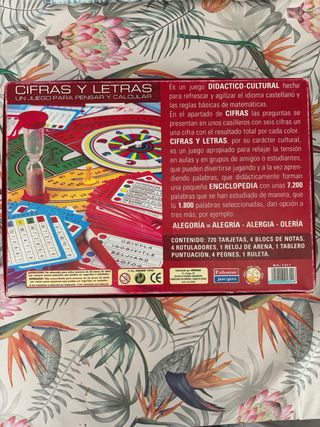 CIFRAS Y LETRAS
UN JUEGO PARA PENSAR Y CALCULAR
Es un juego DIDACTICO-CULTURAL hecho
para refrescar y agilizar el idioma castellano y
las reglas básicas de matemáticas.
En el apartado de CIFRAS las preguntas se
presentan en unos casilleros con seis cifras un
una cifra con el resultado total por cada color.
CIFRAS Y LETRAS, por su carácter cultural,
es un juego apropiado para relajar la tensión
en aulas y en grupos de amigos o estudiantes,
que pueden divertirse jugando y a la vez apren-
diendo palabras, que didácticamente forman
una pequeña ENCICLOPEDIA con unas 7.200
palabras que se han estudiado de manera, que
las 1.800 palabras seleccionadas, dan opción a
tres más; por ejemplo:
ALEGORÍA = ALEGRÍA - ALERGIA - OLERÍA
CONTENIDO: 720 TARJETAS, 4 BLOCS DE NOTAS,
4 ROTULADORES, 1 RELOJ DE ARENA, 1 TABLERO
PUNTUACIÓN, 4 PEONES, 1 RULETA.
Falomir
juegos
CE